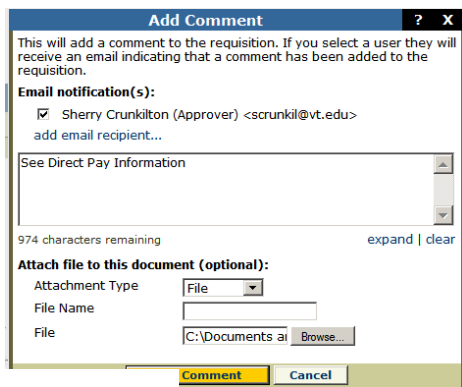 Add Comment ? X
This will add a comment to the requisition. If you select a user they will
receive an email indicating that a comment has been added to the
requisition.
Email notification(s):
Sherry Crunkilton (Approver) <scrunkil@vt.edu>
add email recipient...
See Direct Pay Information
974 characters remaining expand | clear
Attach file to this document (optional):
Attachment Type File
File Name
File C:\Documents ar Browse...
Comment Cancel